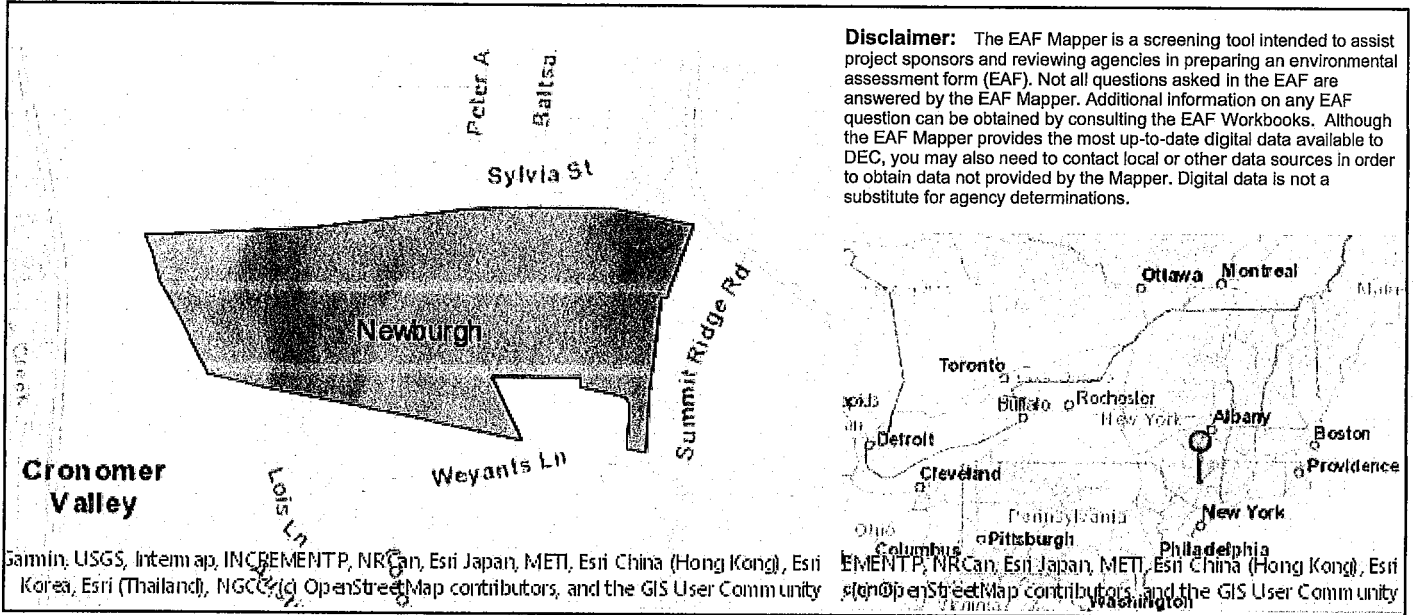 Disclaimer: The EAF Mapper is a screening tool intended to assist
project sponsors and reviewing agencies in preparing an environmental
assessment form (EAF). Not all questions asked in the EAF are
answered by the EAF Mapper. Additional information on any EAF
question can be obtained by consulting the EAF Workbooks. Although
the EAF Mapper provides the most up-to-date digital data available to
DEC, you may also need to contact local or other data sources in order
to obtain data not provided by the Mapper. Digital data is not a
substitute for agency determinations.
Peter A
Baltsa
Sylvia St
Newburgh
Summit Ridge Rd
Weyants Ln
Lois Ln
Cronomer
Valley
Creek
Garmin, USGS, Intermap, INCREMENT P, NRCan, Esri Japan, METI, Esri China (Hong Kong), Esri
Korea, Esri (Thailand), NGCC, (c) OpenStreetMap contributors, and the GIS User Community
Ottawa
Montreal
Toronto
Buffalo
Rochester
New York
Albany
Detroit
Boston
Providence
Cleveland
New York
Pennsylvania
Ohio
Columbus
Pittsburgh
Philadelphia
EMENT P, NRCan, Esri Japan, METI, Esri China (Hong Kong), Esri
OpenStreetMap contributors, and the GIS User Community
Washington